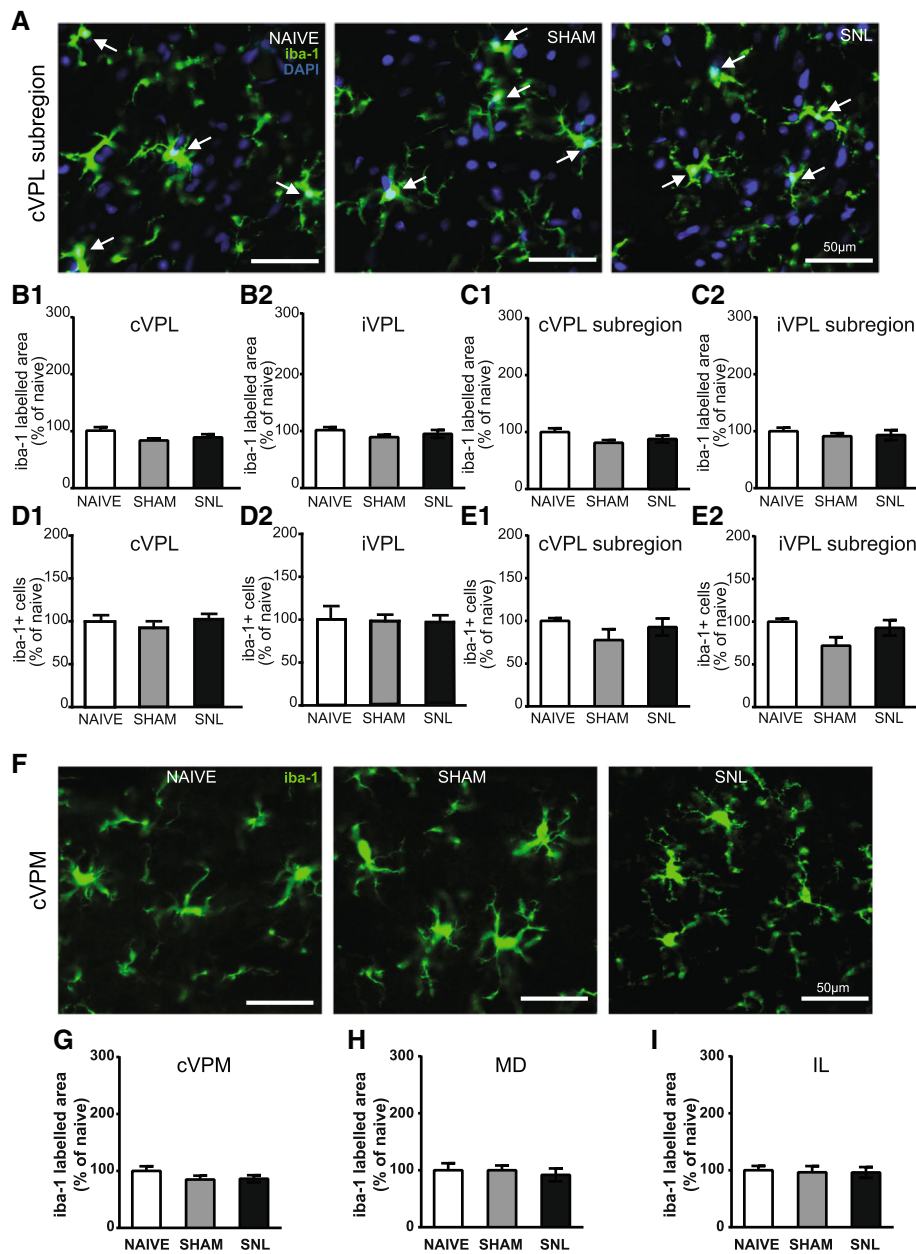 A
cVPL subregion
NAIVE
iba-1
DAPI
SHAM
SNL
50µm
B1
cVPL
iba-1 labelled area
(% of naive)
300
200
100
0
NAIVE SHAM SNL
B2
iVPL
iba-1 labelled area
(% of naive)
300
200
100
0
NAIVE SHAM SNL
C1
cVPL subregion
iba-1 labelled area
(% of naive)
300
200
100
0
NAIVE SHAM SNL
C2
iVPL subregion
iba-1 labelled area
(% of naive)
300
200
100
0
NAIVE SHAM SNL
D1
cVPL
iba-1+ cells
(% of naive)
200
150
100
50
0
NAIVE SHAM SNL
D2
iVPL
iba-1+ cells
(% of naive)
200
150
100
50
0
NAIVE SHAM SNL
E1
cVPL subregion
iba-1+ cells
(% of naive)
200
150
100
50
0
NAIVE SHAM SNL
E2
iVPL subregion
iba-1+ cells
(% of naive)
200
150
100
50
0
NAIVE SHAM SNL
F
cVPM
NAIVE
iba-1
SHAM
SNL
50µm
G
cVPM
iba-1 labelled area
(% of naive)
300
200
100
0
NAIVE SHAM SNL
H
MD
iba-1 labelled area
(% of naive)
300
200
100
0
NAIVE SHAM SNL
I
IL
iba-1 labelled area
(% of naive)
300
200
100
0
NAIVE SHAM SNL